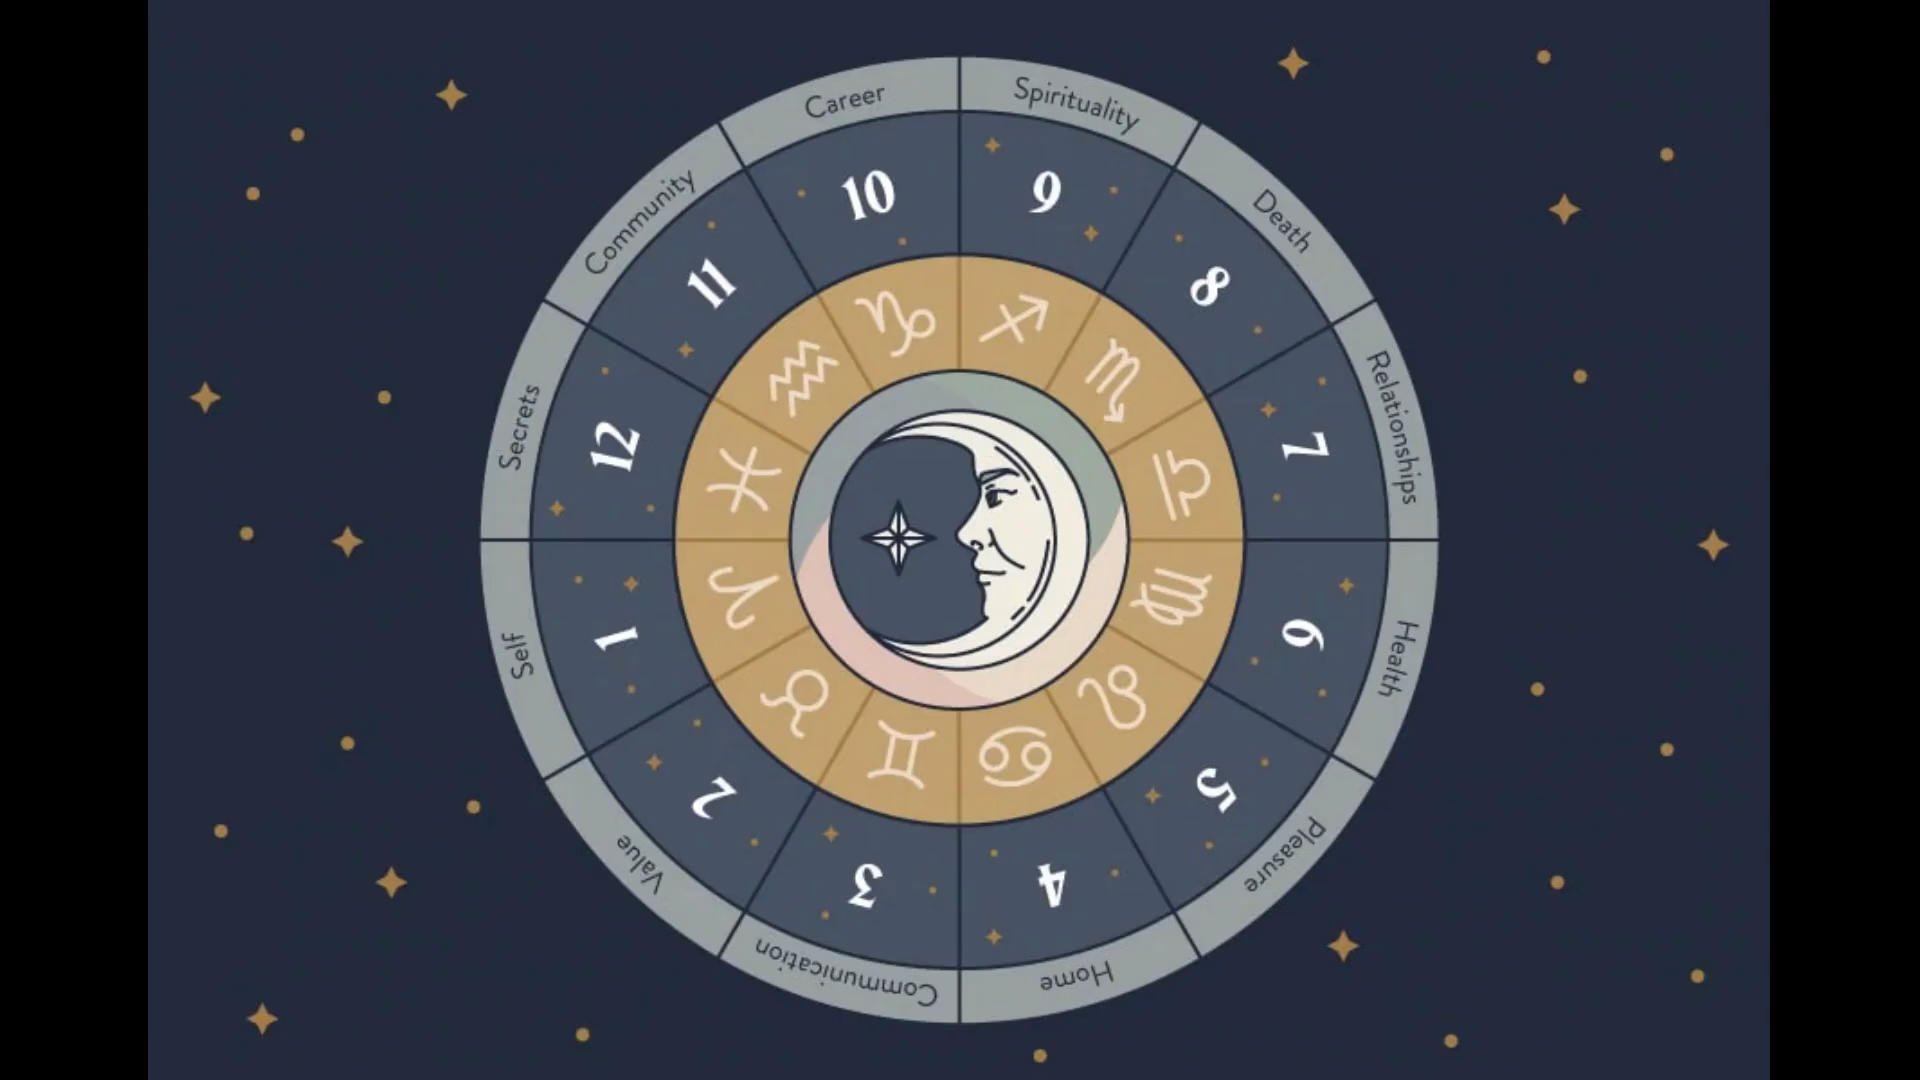 Career
Spirituality
Death
Relationships
Health
Pleasure
Home
Communication
Value
Self
Secrets
Community
10
9
8
7
6
5
4
3
2
1
12
11
♑
♐
♏
♎
♍
♌
♋
♊
♉
♈
♓
♒